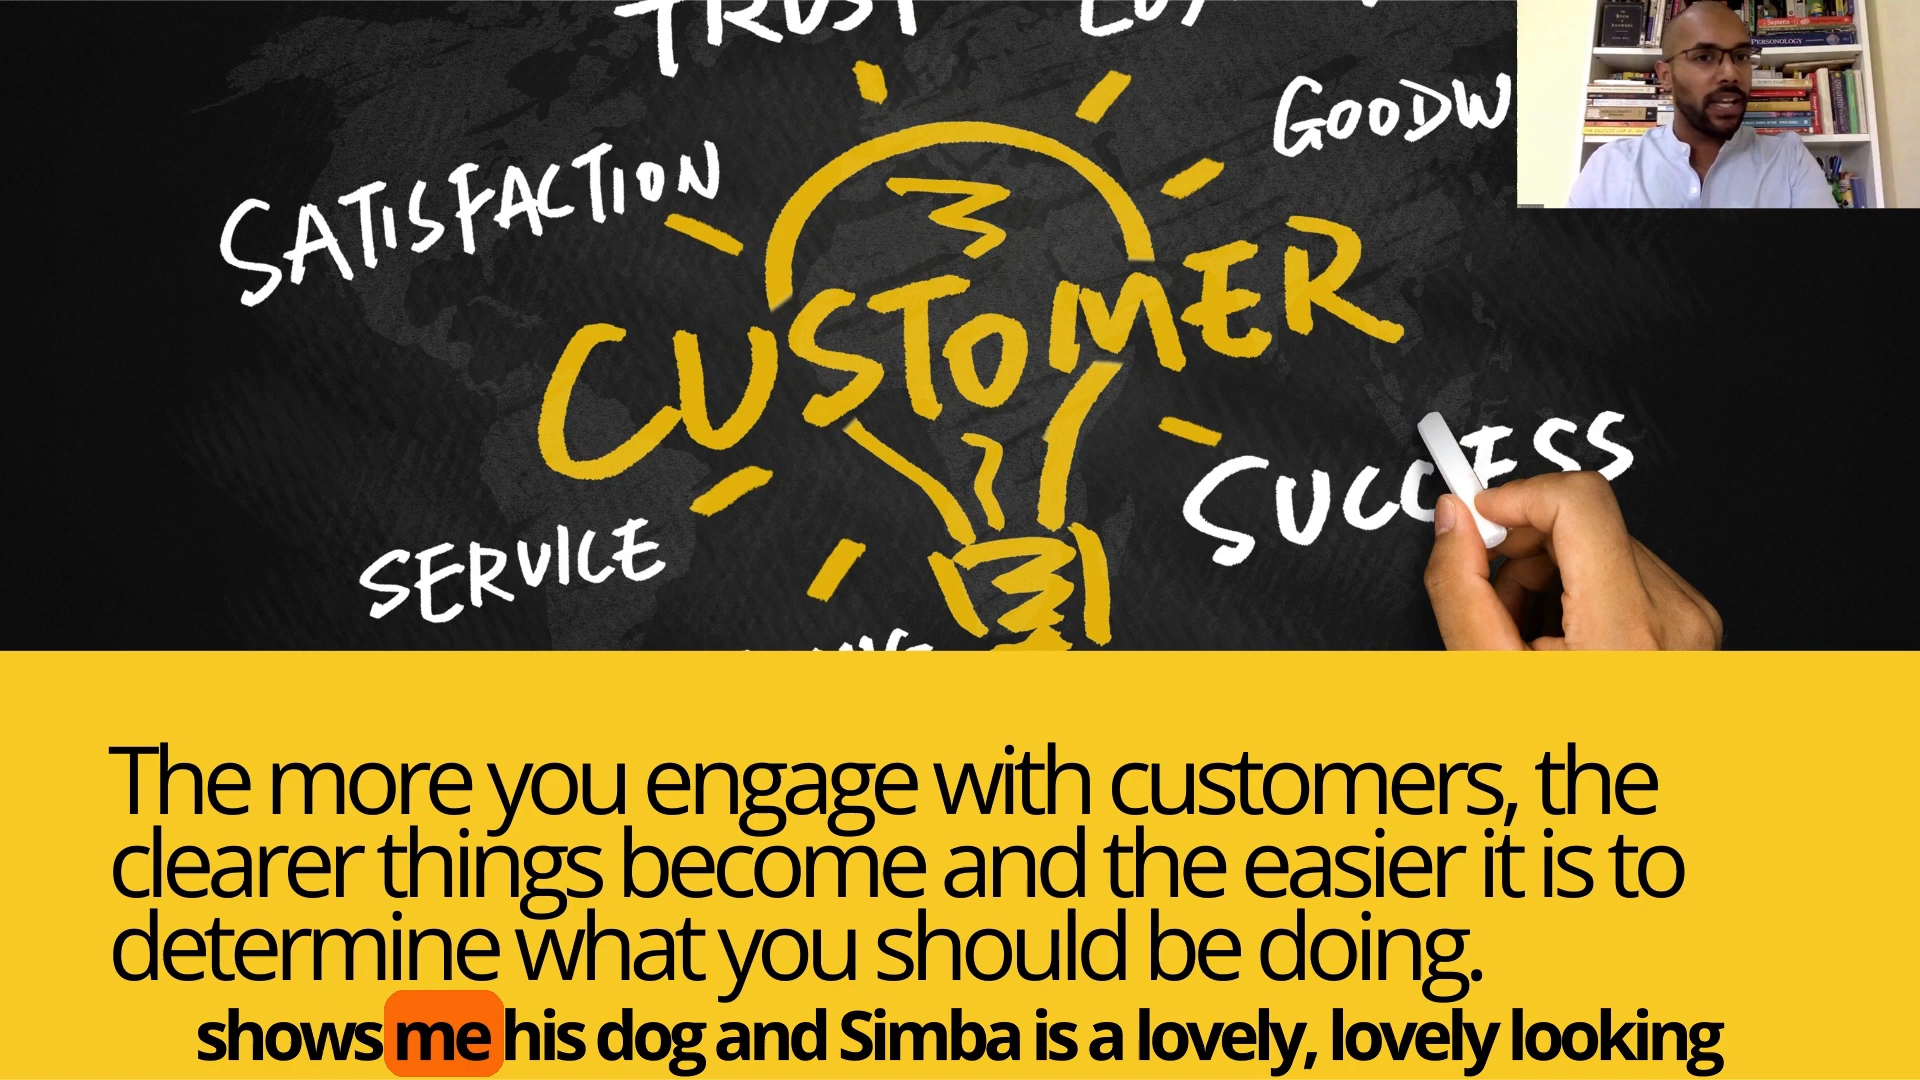 TRUST
GOODW
SATISFACTION
CUSTOMER
SUCCESS
SERVICE
PERSONOLOGY
The more you engage with customers, the
clearer things become and the easier it is to
determine what you should be doing.
shows me his dog and Simba is a lovely, lovely looking